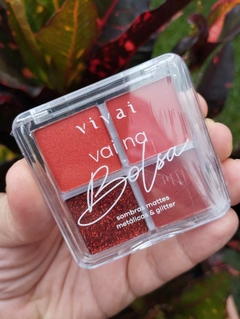 vivai
vai na
Bolsa
sombras mattes
metálicas & glitter